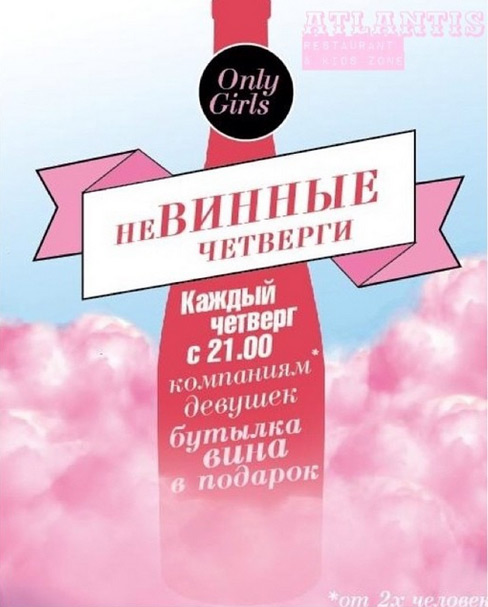 ATLANTIS
RESTAURANT
& KIDS ZONE
Only
Girls
неВИННЫЕ
ЧЕТВЕРГИ
Каждый
четверг
с 21.00
компаниям*
девушек
бутылка
вина
в подарок
*от 2х человек